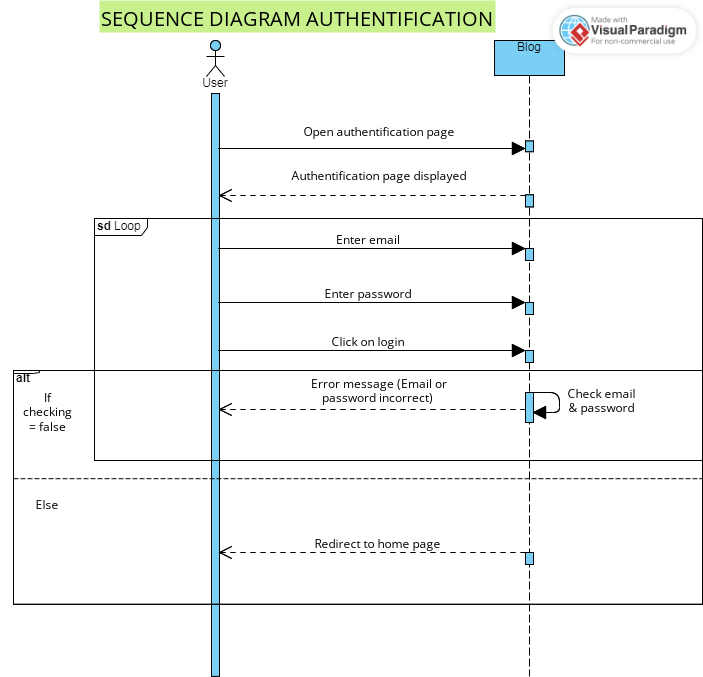 SEQUENCE DIAGRAM AUTHENTIFICATION
Made with
VisualParadigm
For non-commercial use
User
Blog
Open authentification page
Authentification page displayed
sd Loop
Enter email
Enter password
Click on login
alt
If
checking
= false
Error message (Email or
password incorrect)
Check email
& password
Else
Redirect to home page